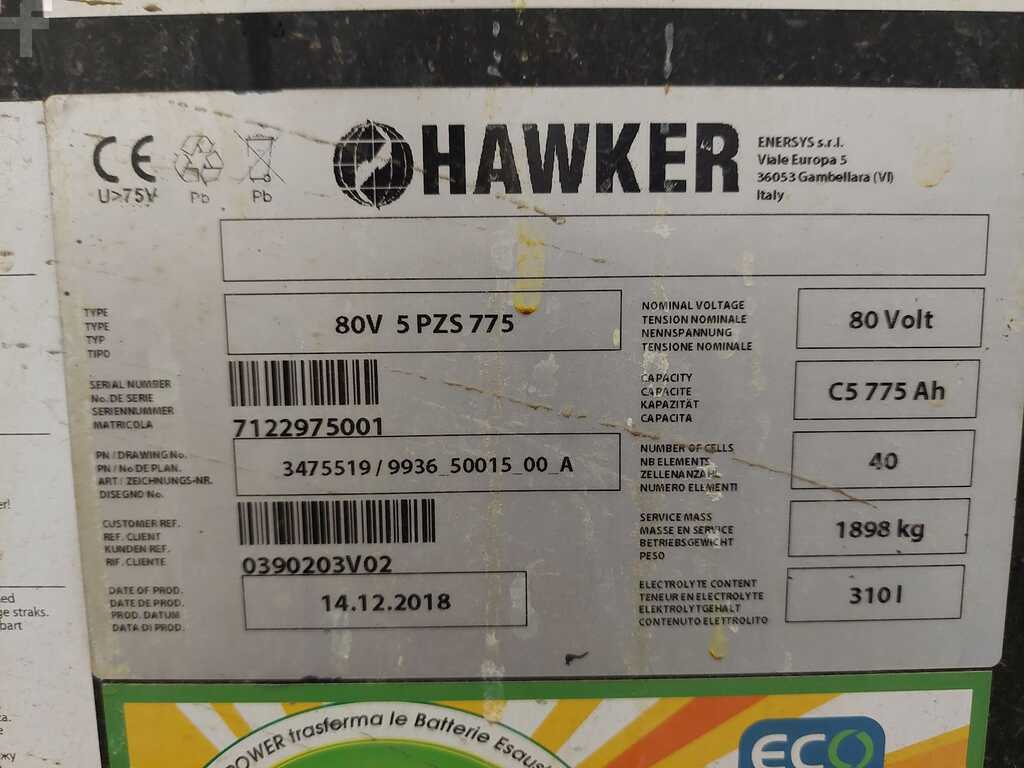 CE
U>75V
Pb
Pb
HAWKER
ENERSYS s.r.l.
Viale Europa 5
36053 Gambellara (VI)
Italy
TYPE
TYPE
TYP
TIPO
80V 5 PZS 775
NOMINAL VOLTAGE
TENSION NOMINALE
NENNSPANNUNG
TENSIONE NOMINALE
80 Volt
SERIAL NUMBER
No. DE SERIE
SERIENNUMMER
MATRICOLA
7122975001
CAPACITY
CAPACITE
KAPAZITÄT
CAPACITA
C5 775 Ah
PN / DRAWING No.
PN / No DE PLAN.
ART / ZEICHNUNGS-NR.
DISEGNO No.
3475519 / 9936_50015_00_A
NUMBER OF CELLS
NB ELEMENTS
ZELLENANZAHL
NUMERO ELEMENTI
40
CUSTOMER REF.
REF. CLIENT
KUNDEN REF.
RIF. CLIENTE
0390203V02
SERVICE MASS
MASSE EN SERVICE
BETRIEBSGEWICHT
PESO
1898 kg
DATE OF PROD.
DATE DE PROD.
PROD. DATUM
DATA DI PROD.
14.12.2018
ELECTROLYTE CONTENT
TENEUR EN ELECTROLYTE
ELEKTROLYTGEHALT
CONTENUTO ELETTROLITO
310 l
straks.
POWER trasforma le Batterie
ECO